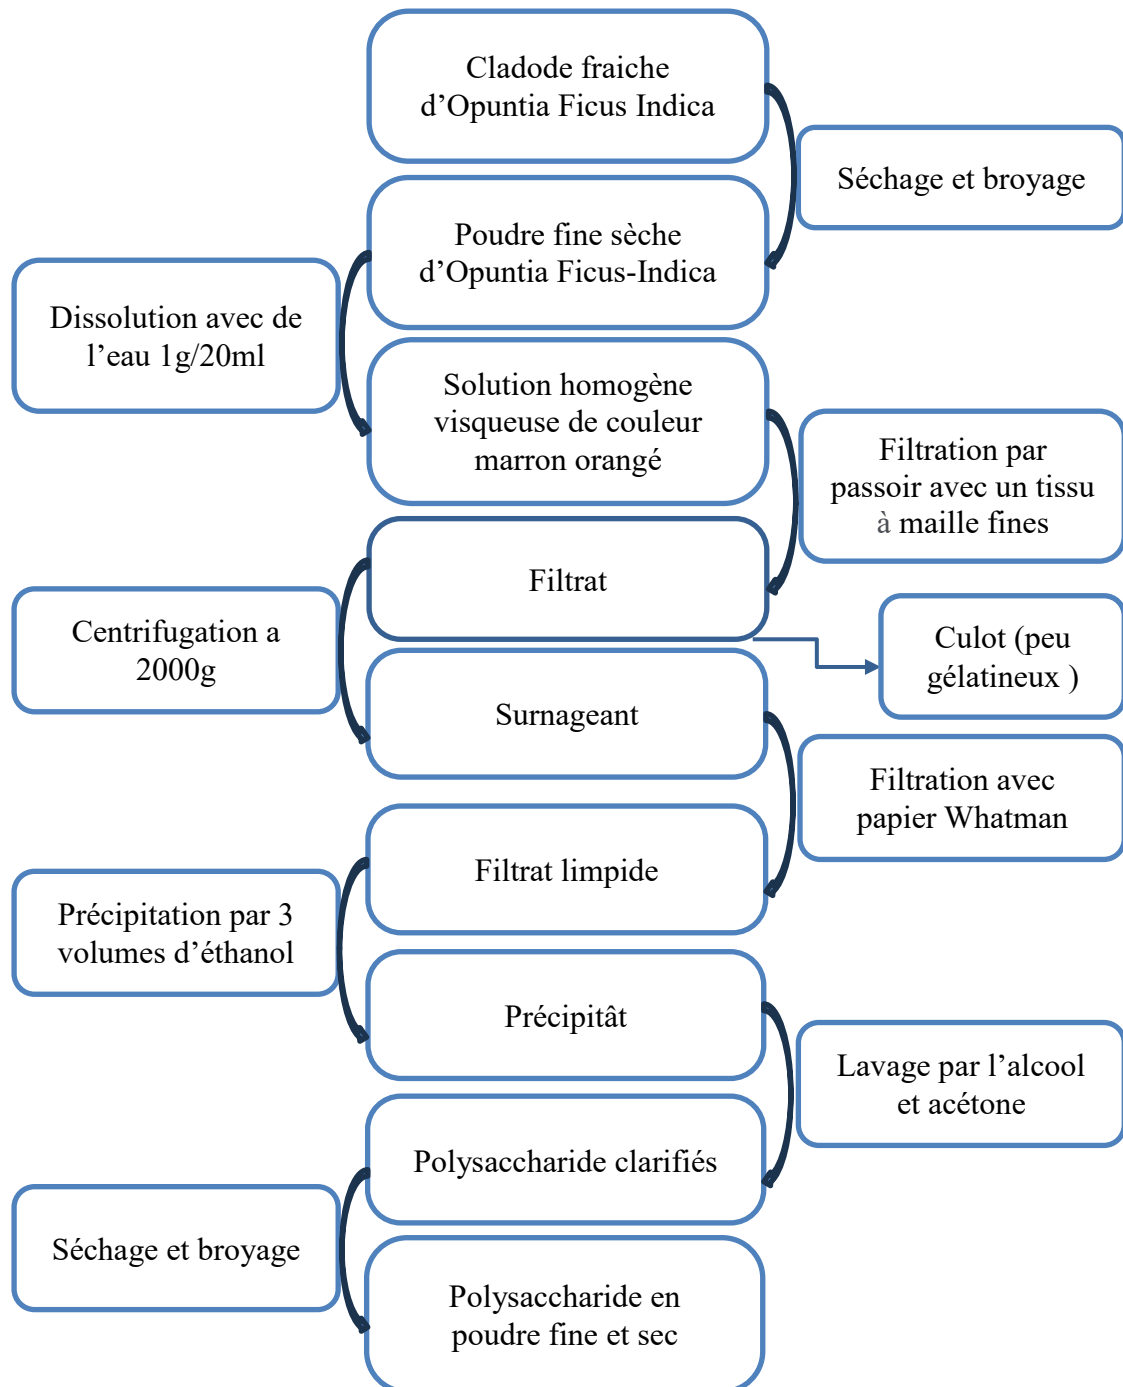 Cladode fraiche
d’Opuntia Ficus Indica
Séchage et broyage
Poudre fine sèche
d’Opuntia Ficus-Indica
Dissolution avec de
l’eau 1g/20ml
Solution homogène
visqueuse de couleur
marron orangé
Filtration par
passoir avec un tissu
à maille fines
Filtrat
Centrifugation a
2000g
Culot (peu
gélatineux )
Surnageant
Filtration avec
papier Whatman
Filtrat limpide
Précipitation par 3
volumes d’éthanol
Précipitât
Lavage par l’alcool
et acétone
Polysaccharide clarifiés
Séchage et broyage
Polysaccharide en
poudre fine et sec